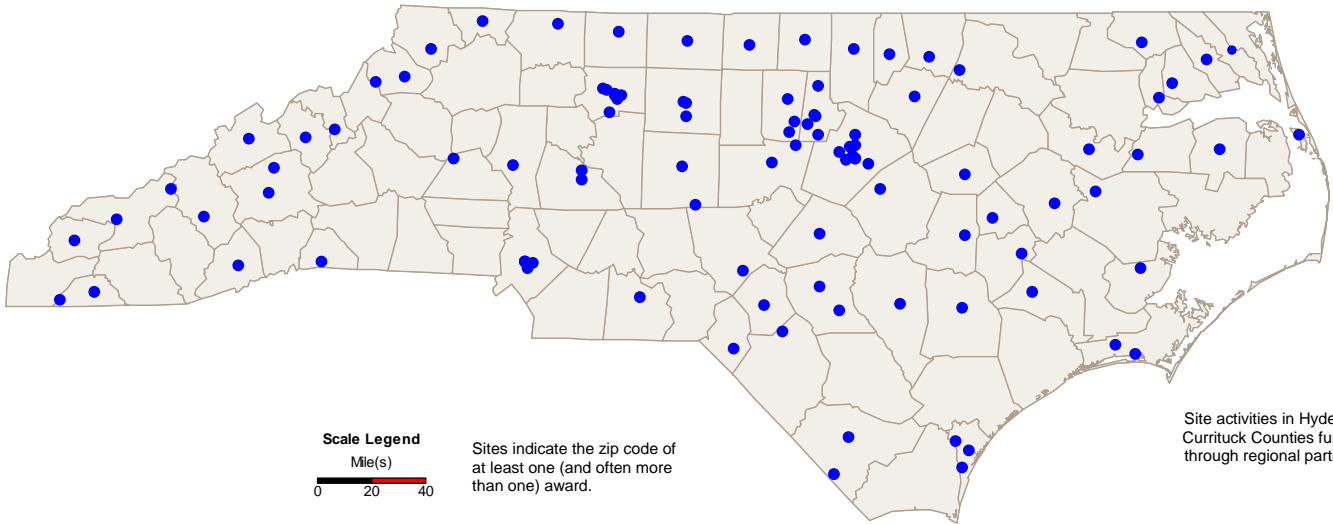 Scale Legend
Mile(s)
0 20 40
Sites indicate the zip code of
at least one (and often more
than one) award.
Site activities in Hyde
Currituck Counties fu
through regional part